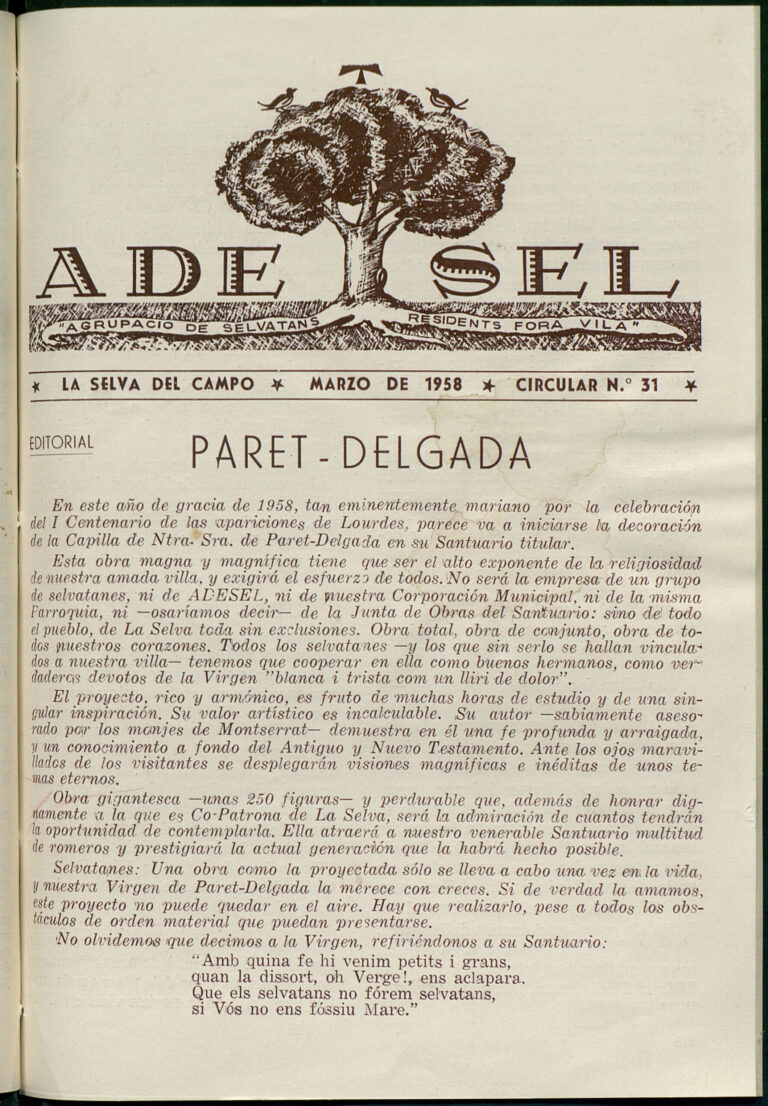 ADE SEL
"AGRUPACIO DE SELVATANS RESIDENTS FORA VILA"
★ LA SELVA DEL CAMPO ★ MARZO DE 1958 ★ CIRCULAR N.° 31 ★
EDITORIAL
PARET-DELGADA
En este año de gracia de 1958, tan eminentemente mariano por la celebración
del I Centenario de las apariciones de Lourdes, parece va a iniciarse la decoración
de la Capilla de Ntra. Sra. de Paret-Delgada en su Santuario titular.
Esta obra magna y magnífica tiene que ser el alto exponente de la religiosidad
de nuestra amada villa, y exigirá el esfuerzo de todos. No será la empresa de un grupo
de selvatanes, ni de ADESEL, ni de nuestra Corporación Municipal, ni de la misma
Parroquia, ni —osaríamos decir— de la Junta de Obras del Santuario: sino de todo
el pueblo, de La Selva toda sin exclusiones. Obra total, obra de conjunto, obra de to-
dos nuestros corazones. Todos los selvatanes —y los que sin serlo se hallan vincula-
dos a nuestra villa— tenemos que cooperar en ella como buenos hermanos, como ver-
daderos devotos de la Virgen "blanca i trista com un lliri de dolor".
El proyecto, rico y armónico, es fruto de muchas horas de estudio y de una sin-
gular inspiración. Su valor artístico es incalculable. Su autor —sabiamente aseso-
rado por los monjes de Montserrat— demuestra en él una fe profunda y arraigada,
y un conocimiento a fondo del Antiguo y Nuevo Testamento. Ante los ojos maravi-
llados de los visitantes se desplegarán visiones magníficas e inéditas de unos te-
mas eternos.
Obra gigantesca —unas 250 figuras— y perdurable que, además de honrar dig-
namente a la que es Co-Patrona de La Selva, será la admiración de cuantos tendrán
la oportunidad de contemplarla. Ella atraerá a nuestro venerable Santuario multitud
de romeros y prestigiará la actual generación que la habrá hecho posible.
Selvatanes: Una obra como la proyectada sólo se lleva a cabo una vez en la vida,
y nuestra Virgen de Paret-Delgada la merece con creces. Si de verdad la amamos,
este proyecto no puede quedar en el aire. Hay que realizarlo, pese a todos los obs-
táculos de orden material que puedan presentarse.
No olvidemos que decimos a la Virgen, refiriéndonos a su Santuario:
"Amb quina fe hi venim petits i grans,
quan la dissort, oh Verge!, ens aclapara.
Que els selvatans no fórem selvatans,
si Vós no ens fóssiu Mare."